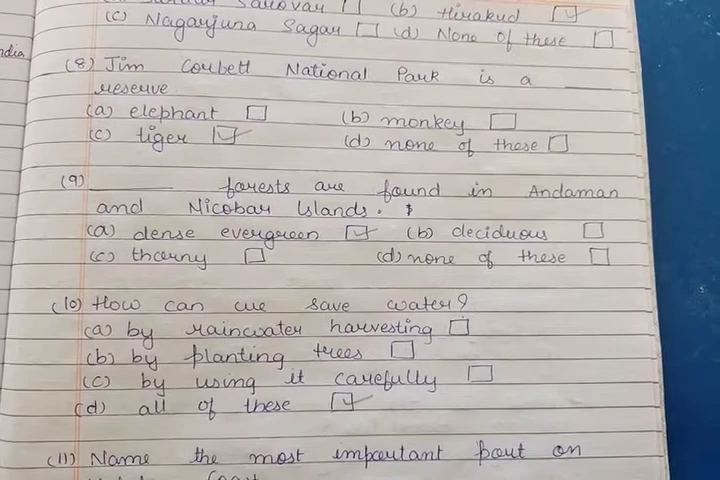 Sarovar (b) Hirakud
(c) Nagarjuna Sagar (d) None of these
ndia
(8) Jim Corbett National Park is a ____
reserve
(a) elephant (b) monkey
(c) tiger (d) none of these
(9) ____ forests are found in Andaman
and Nicobar Islands.
(a) dense evergreen (b) deciduous
(c) thorny (d) none of these
(10) How can we save water?
(a) by rainwater harvesting
(b) by planting trees
(c) by using it carefully
(d) all of these
(11) Name the most important port on